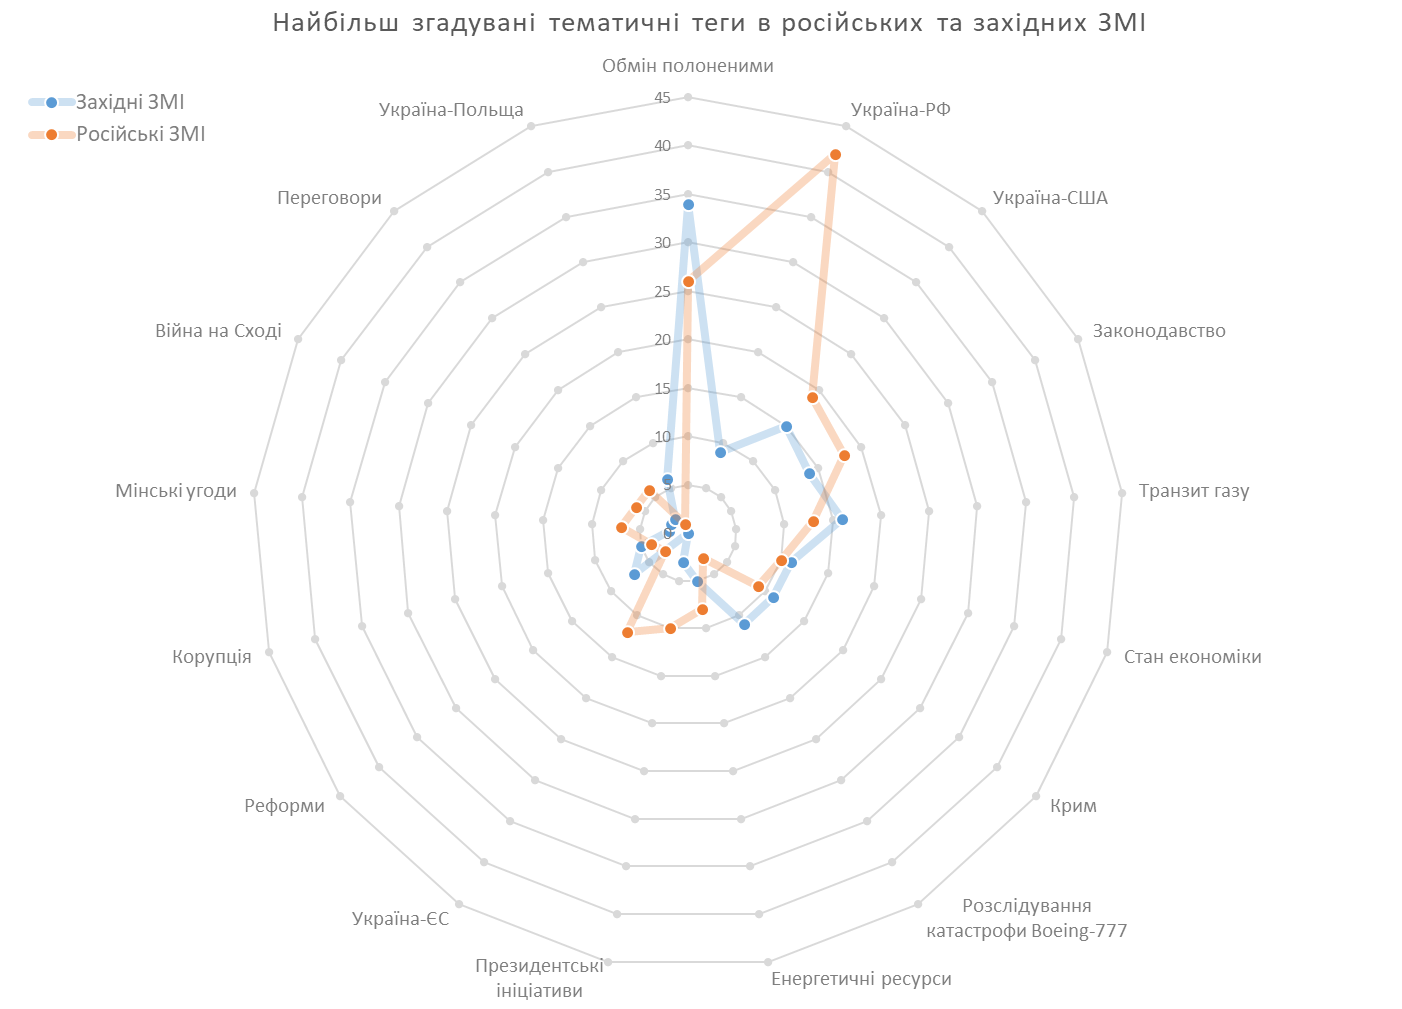 Найбільш згадувані тематичні теги в російських та західних ЗМІ
Західні ЗМІ
Російські ЗМІ
Обмін полоненими
Україна-РФ
Україна-США
Законодавство
Транзит газу
Стан економіки
Крим
Розслідування
катастрофи Boeing-777
Енергетичні ресурси
Президентські
ініціативи
Україна-ЄС
Реформи
Корупція
Мінські угоди
Війна на Сході
Переговори
Україна-Польща
45
40
35
30
25
20
15
10
5
0